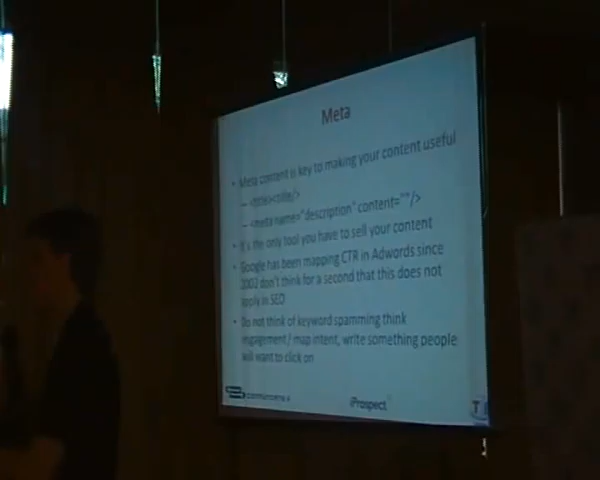 Meta
• Meta content is key to making your content useful
– <title><title/>
– <meta name="description" content=""/>
• It's the only tool you have to sell your content
• Google has been mapping CTR in Adwords since
2002 don't think for a second that this does not
apply in SEO
• Do not think of keyword spamming think
engagement/ map intent, write something people
will want to click on
iProspect